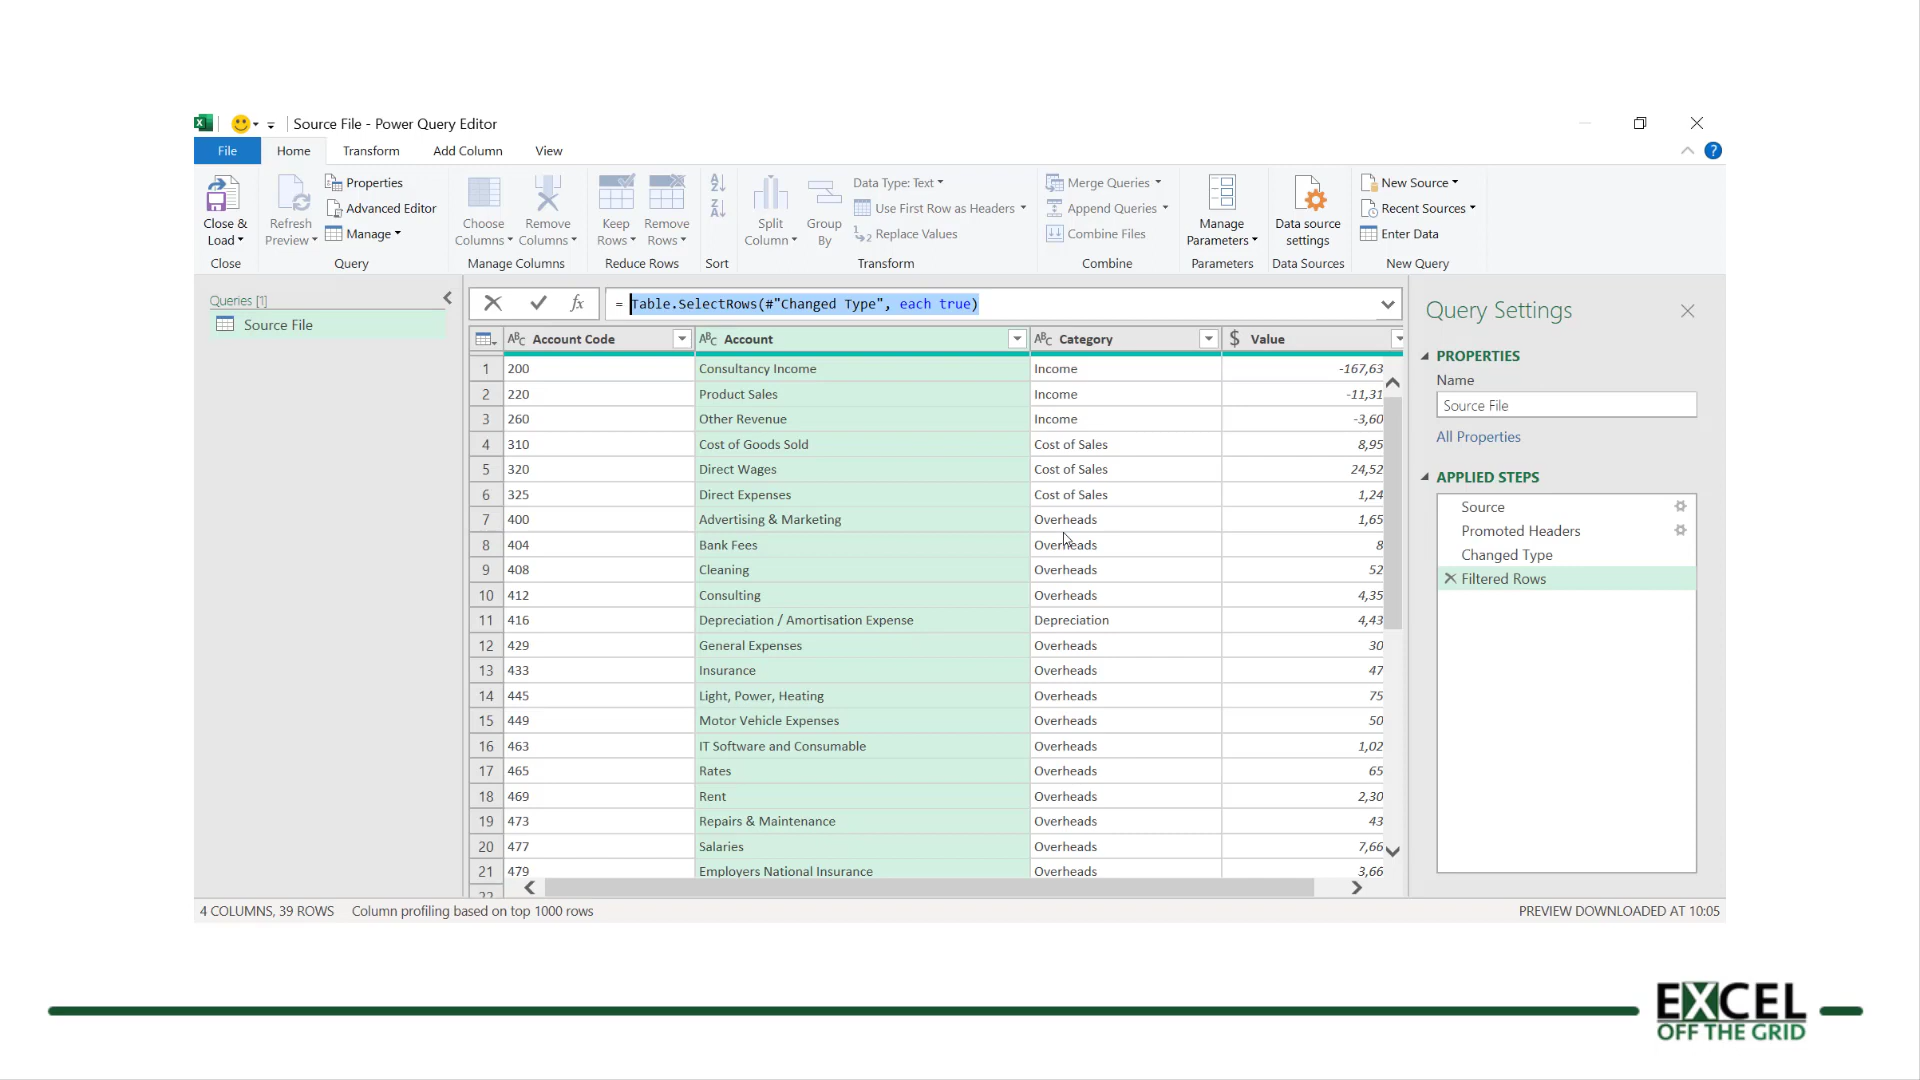 Source File - Power Query Editor
File Home Transform Add Column View
Close & Load
Close
Refresh Preview
Properties
Advanced Editor
Manage
Query
Choose Columns
Remove Columns
Manage Columns
Keep Rows
Remove Rows
Reduce Rows
Sort
Split Column
Group By
Data Type: Text
Use First Row as Headers
Replace Values
Transform
Merge Queries
Append Queries
Combine Files
Combine
Manage Parameters
Parameters
Data source settings
Data Sources
New Source
Recent Sources
Enter Data
New Query
Queries [1]
Source File
fx = Table.SelectRows(#"Changed Type", each true)
Account Code Account Category $ Value
1 200 Consultancy Income Income -167,63
2 220 Product Sales Income -11,31
3 260 Other Revenue Income -3,60
4 310 Cost of Goods Sold Cost of Sales 8,95
5 320 Direct Wages Cost of Sales 24,52
6 325 Direct Expenses Cost of Sales 1,24
7 400 Advertising & Marketing Overheads 1,65
8 404 Bank Fees Overheads 8
9 408 Cleaning Overheads 52
10 412 Consulting Overheads 4,35
11 416 Depreciation / Amortisation Expense Depreciation 4,43
12 429 General Expenses Overheads 30
13 433 Insurance Overheads 47
14 445 Light, Power, Heating Overheads 75
15 449 Motor Vehicle Expenses Overheads 50
16 463 IT Software and Consumable Overheads 1,02
17 465 Rates Overheads 65
18 469 Rent Overheads 2,30
19 473 Repairs & Maintenance Overheads 43
20 477 Salaries Overheads 7,66
21 479 Employers National Insurance Overheads 3,66
Query Settings
PROPERTIES
Name
Source File
All Properties
APPLIED STEPS
Source
Promoted Headers
Changed Type
Filtered Rows
4 COLUMNS, 39 ROWS Column profiling based on top 1000 rows
PREVIEW DOWNLOADED AT 10:05
EXCEL
OFF THE GRID